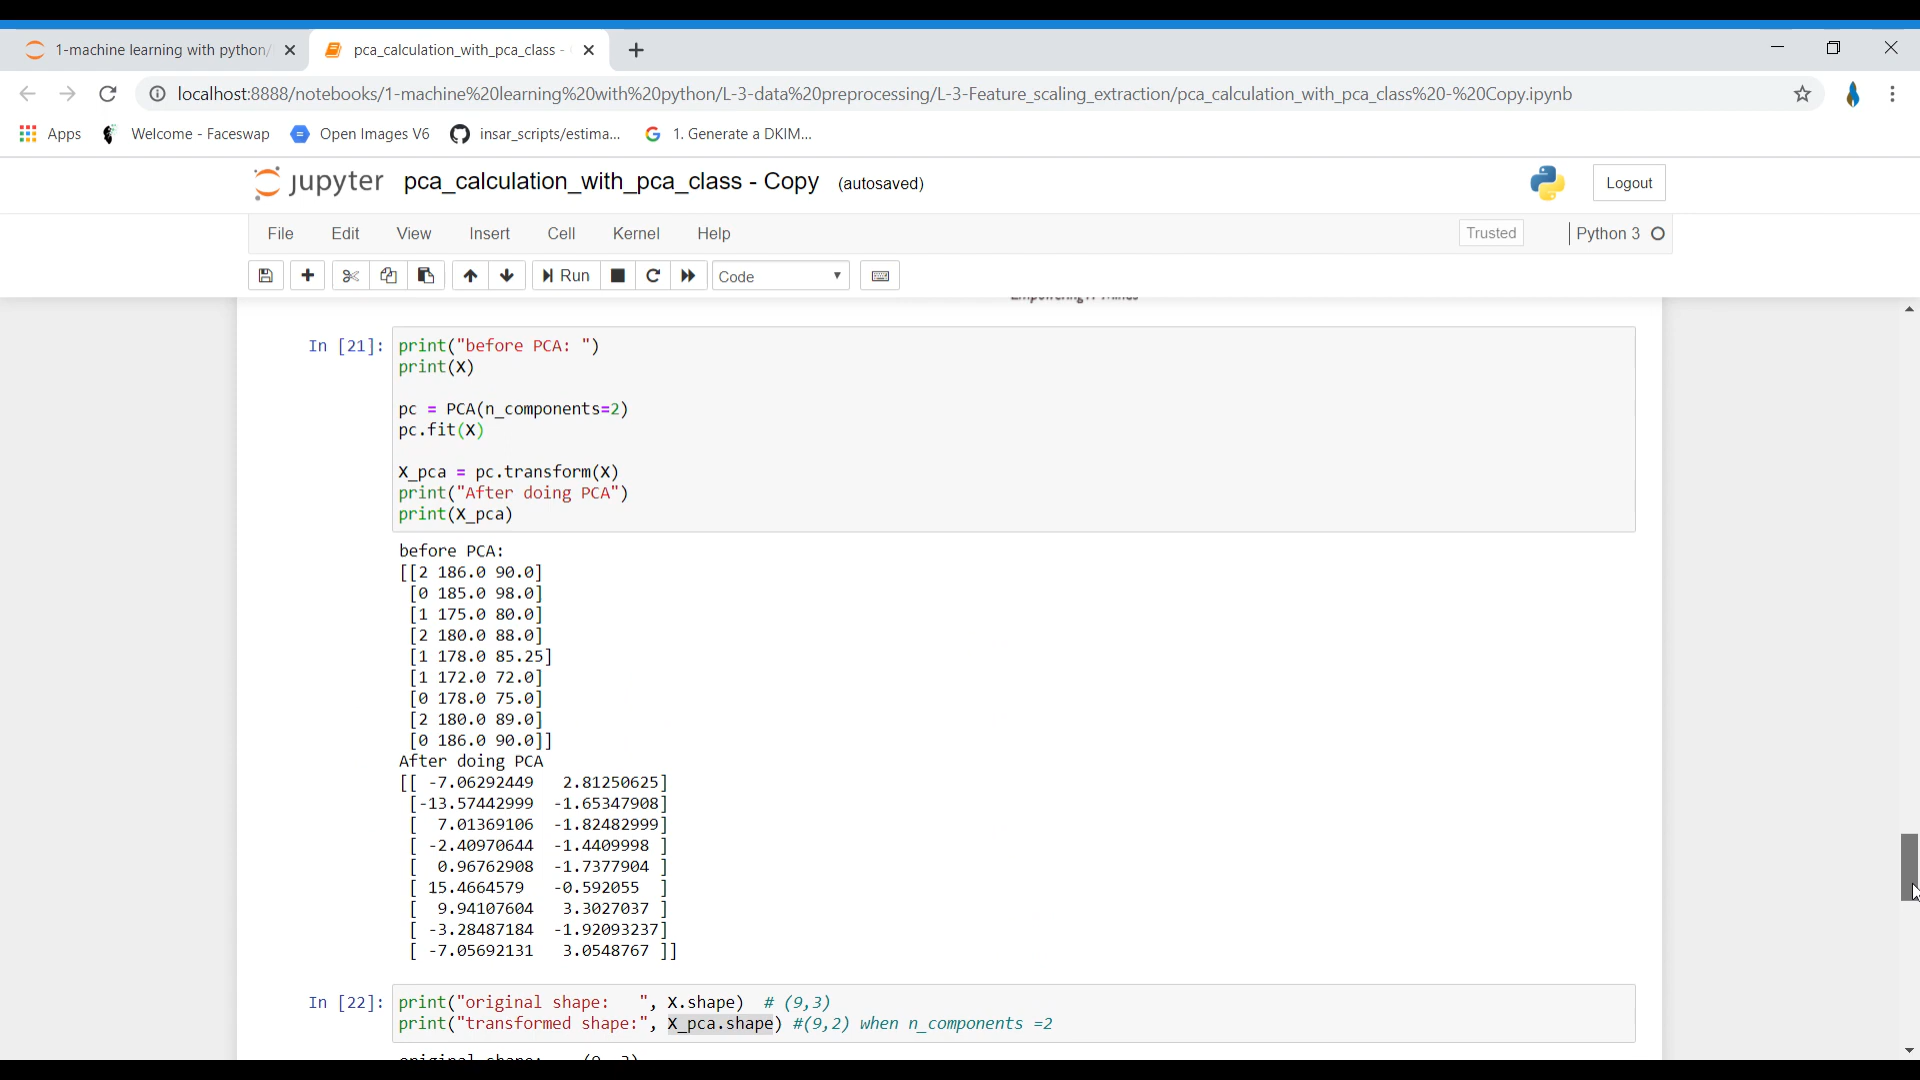 1-machine learning with python/
pca_calculation_with_pca_class -
localhost:8888/notebooks/1-machine%20learning%20with%20python/L-3-data%20preprocessing/L-3-Feature_scaling_extraction/pca_calculation_with_pca_class%20-%20Copy.ipynb
Apps Welcome - Faceswap Open Images V6 insar_scripts/estima... 1. Generate a DKIM...
jupyter pca_calculation_with_pca_class - Copy (autosaved) Logout
File Edit View Insert Cell Kernel Help Trusted Python 3
Run Code
In [21]: print("before PCA: ")
print(X)
pc = PCA(n_components=2)
pc.fit(X)
X_pca = pc.transform(X)
print("After doing PCA")
print(X_pca)
before PCA:
[[2 186.0 90.0]
[0 185.0 98.0]
[1 175.0 80.0]
[2 180.0 88.0]
[1 178.0 85.25]
[1 172.0 72.0]
[0 178.0 75.0]
[2 180.0 89.0]
[0 186.0 90.0]]
After doing PCA
[[ -7.06292449 2.81250625]
[-13.57442999 -1.65347908]
[ 7.01369106 -1.82482999]
[ -2.40970644 -1.4409998 ]
[ 0.96762908 -1.7377904 ]
[ 15.4664579 -0.592055 ]
[ 9.94107604 3.3027037 ]
[ -3.28487184 -1.92093237]
[ -7.05692131 3.0548767 ]]
In [22]: print("original shape: ", X.shape) # (9,3)
print("transformed shape:", X_pca.shape) #(9,2) when n_components =2